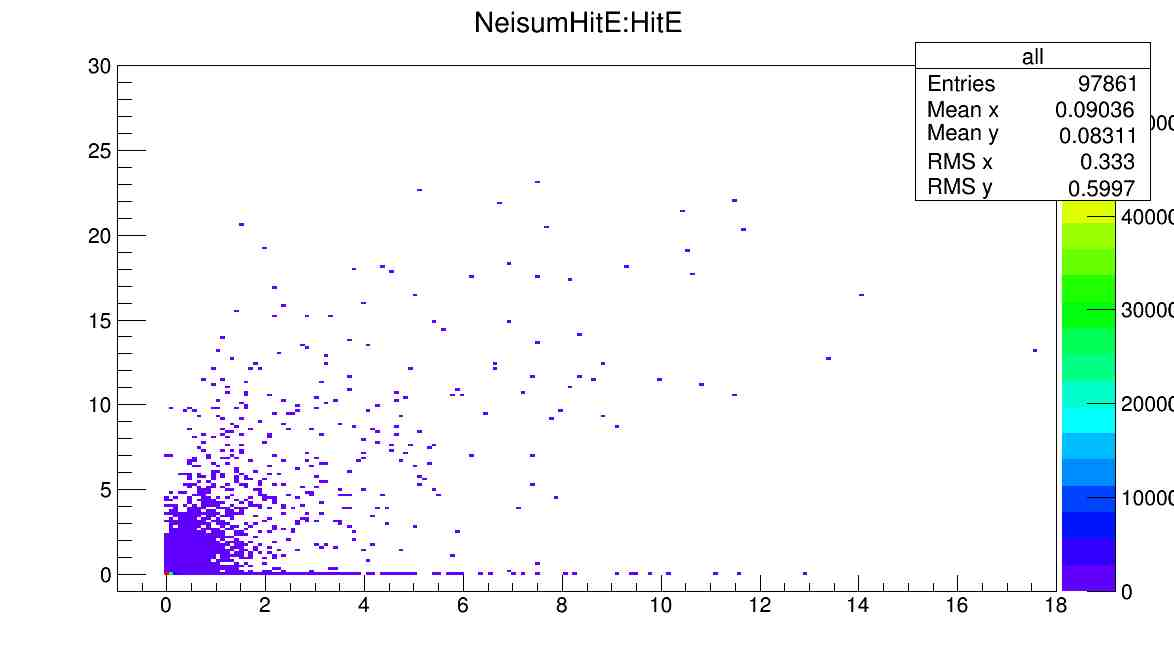 NeisumHitE:HitE
all
Entries 97861
Mean x 0.09036
Mean y 0.08311
RMS x 0.333
RMS y 0.5997
30
25
20
15
10
5
0
0 2 4 6 8 10 12 14 16 18
40000
30000
20000
10000
0